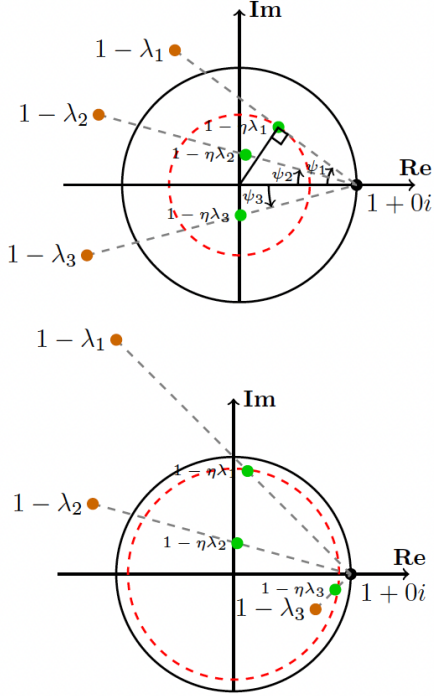 Im
1 − λ₁
1 − λ₂
1 − ηλ₁
1 − ηλ₂
ψ₂
ψ₁
Re
ψ₃
1 + 0i
1 − ηλ₃
1 − λ₃
1 − λ₁
Im
1 − ηλ₁
1 − λ₂
1 − ηλ₂
Re
1 − ηλ₃
1 + 0i
1 − λ₃